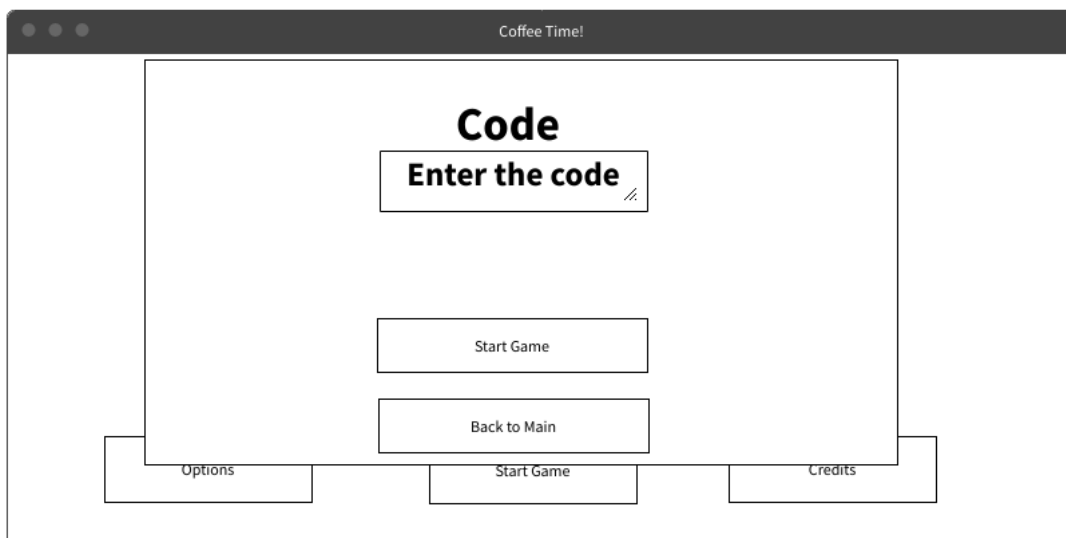 Coffee Time!
Code
Enter the code
Start Game
Back to Main
Options
Start Game
Credits